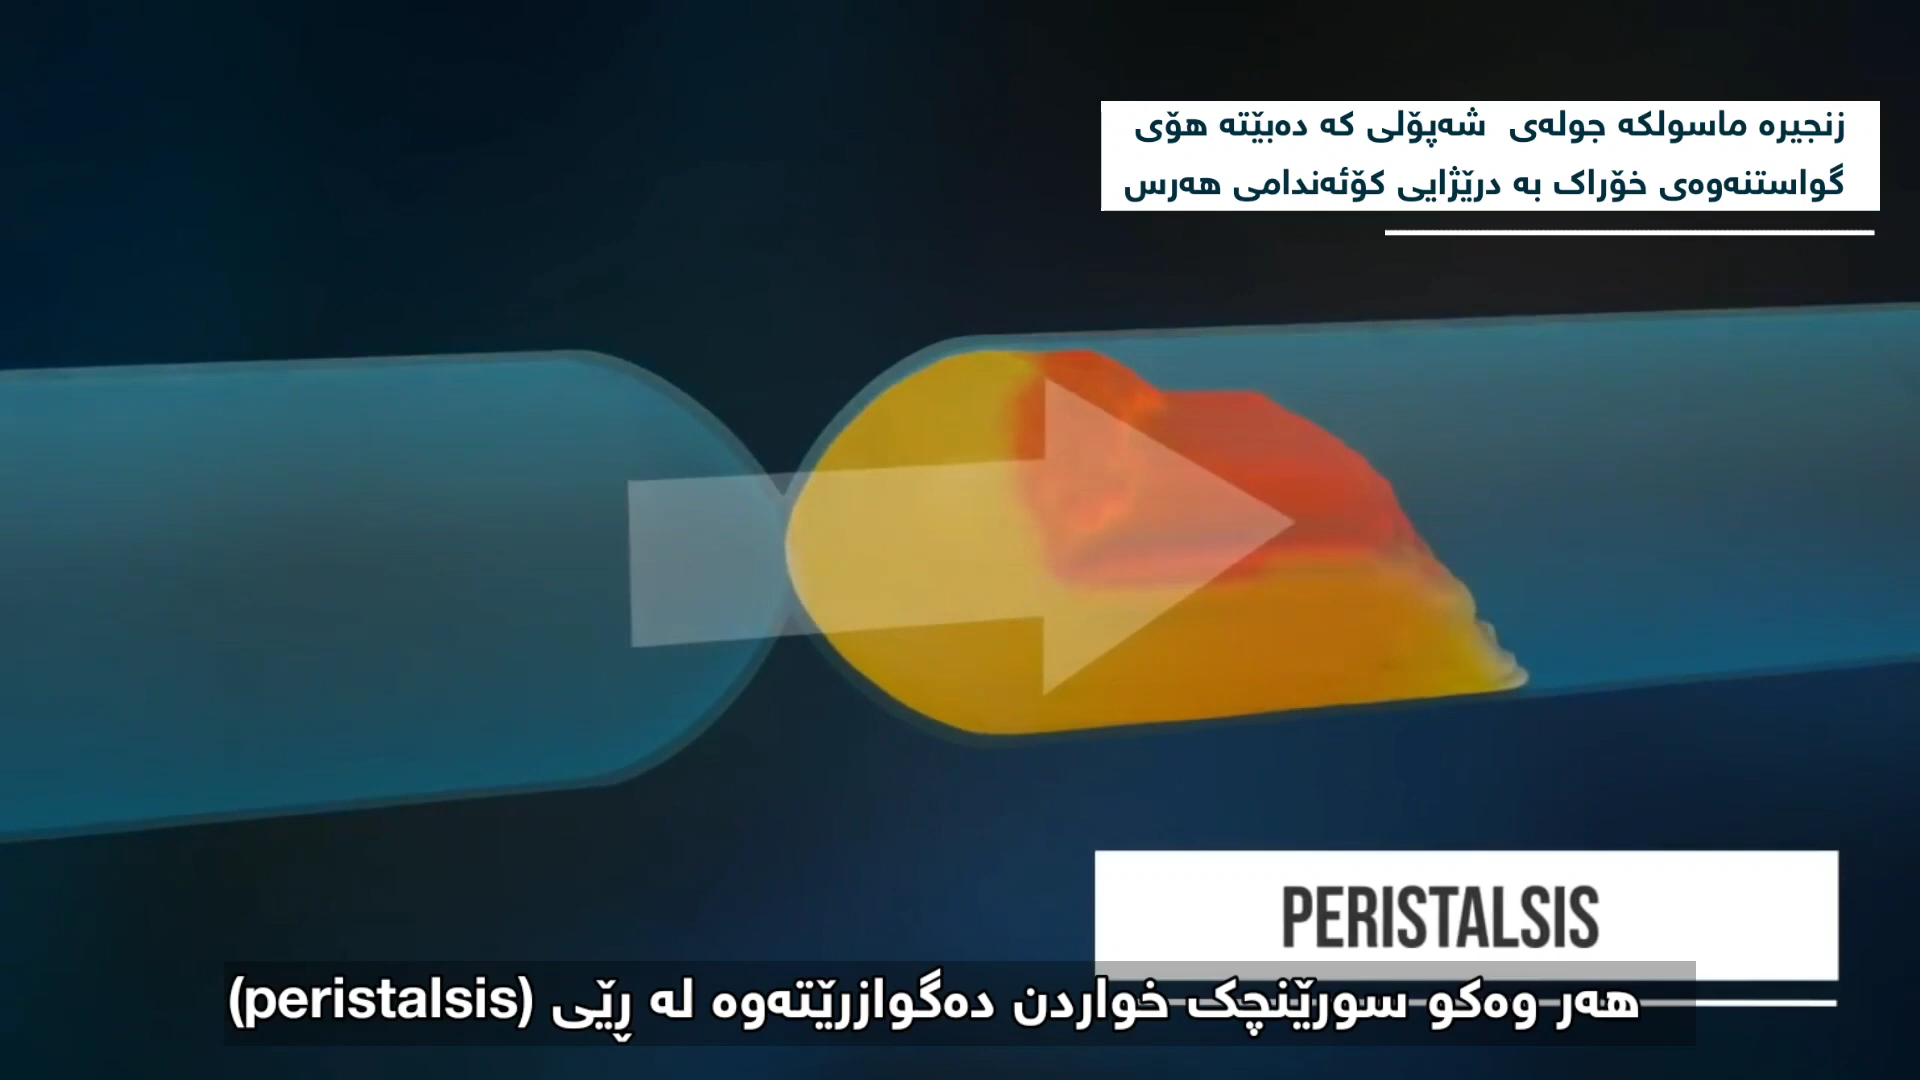 زنجیرە ماسولکە جولەی شەپۆلی کە دەبێتە هۆی
گواستنەوەی خۆراک بە درێژایی کۆئەندامی هەرس
PERISTALSIS
هەر وەکو سورێنچک خواردن دەگوازرێتەوە لە ڕێی (peristalsis)